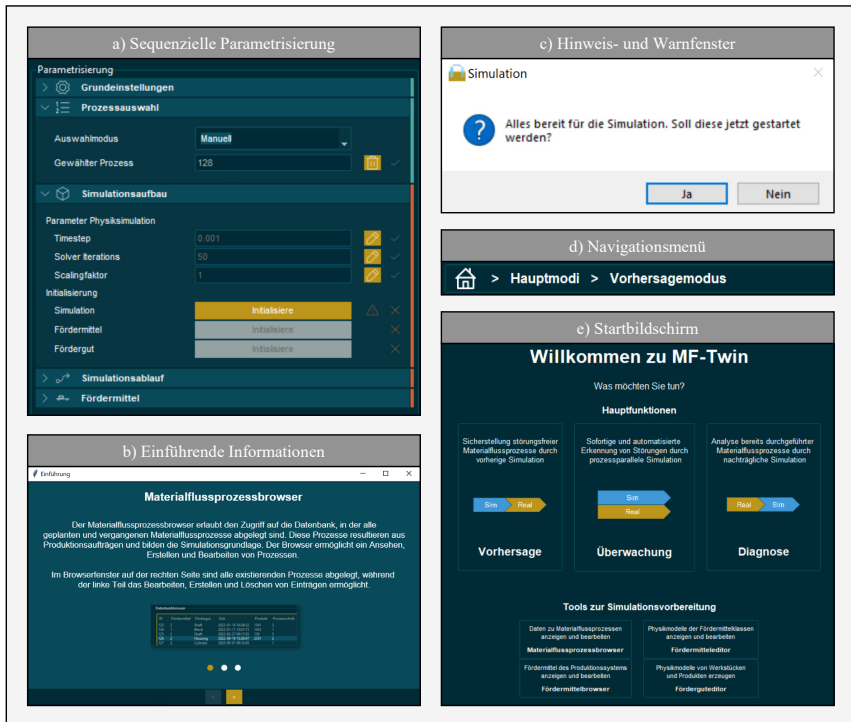 a) Sequenzielle Parametrisierung
Parametrisierung
Grundeinstellungen
Prozessauswahl
Auswahlmodus
Manuell
Gewählter Prozess
128
Simulationsaufbau
Parameter Physiksimulation
Timestep
0.001
Solver Iterations
50
Scalingfaktor
1
Initialisierung
Simulation
Initialisiere
Fördermittel
Initialisiere
Fördergut
Initialisiere
Simulationsablauf
Fördermittel
b) Einführende Informationen
Einführung
Materialflussprozessbrowser
Der Materialflussprozessbrowser erlaubt den Zugriff auf die Datenbank, in der alle
geplanten und vergangenen Materialflussprozesse abgelegt sind. Diese Prozesse resultieren aus
Produktionsaufträgen und bilden die Simulationsgrundlage. Der Browser ermöglicht ein Ansehen,
Erstellen und Bearbeiten von Prozessen.
Im Browserfenster auf der rechten Seite sind alle existierenden Prozesse abgelegt, während
der linke Teil das Bearbeiten, Erstellen und Löschen von Einträgen ermöglicht.
c) Hinweis- und Warnfenster
Simulation
Alles bereit für die Simulation. Soll diese jetzt gestartet
werden?
Ja
Nein
d) Navigationsmenü
> Hauptmodi > Vorhersagemodus
e) Startbildschirm
Willkommen zu MF-Twin
Was möchten Sie tun?
Hauptfunktionen
Sicherstellung störungsfreier
Materialflussprozesse durch
vorherige Simulation
Sim
Real
Vorhersage
Sofortige und automatisierte
Erkennung von Störungen durch
prozessparallele Simulation
Sim
Real
Überwachung
Analyse bereits durchgeführter
Materialflussprozesse durch
nachträgliche Simulation
Real
Sim
Diagnose
Tools zur Simulationsvorbereitung
Daten zu Materialflussprozessen
anzeigen und bearbeiten
Materialflussprozessbrowser
Physikmodelle der Fördermittelklassen
anzeigen und bearbeiten
Fördermitteleditor
Fördermittel des Produktionssystems
anzeigen und bearbeiten
Fördermittelbrowser
Physikmodelle von Werkstücken
und Produkten erzeugen
Förderguteditor